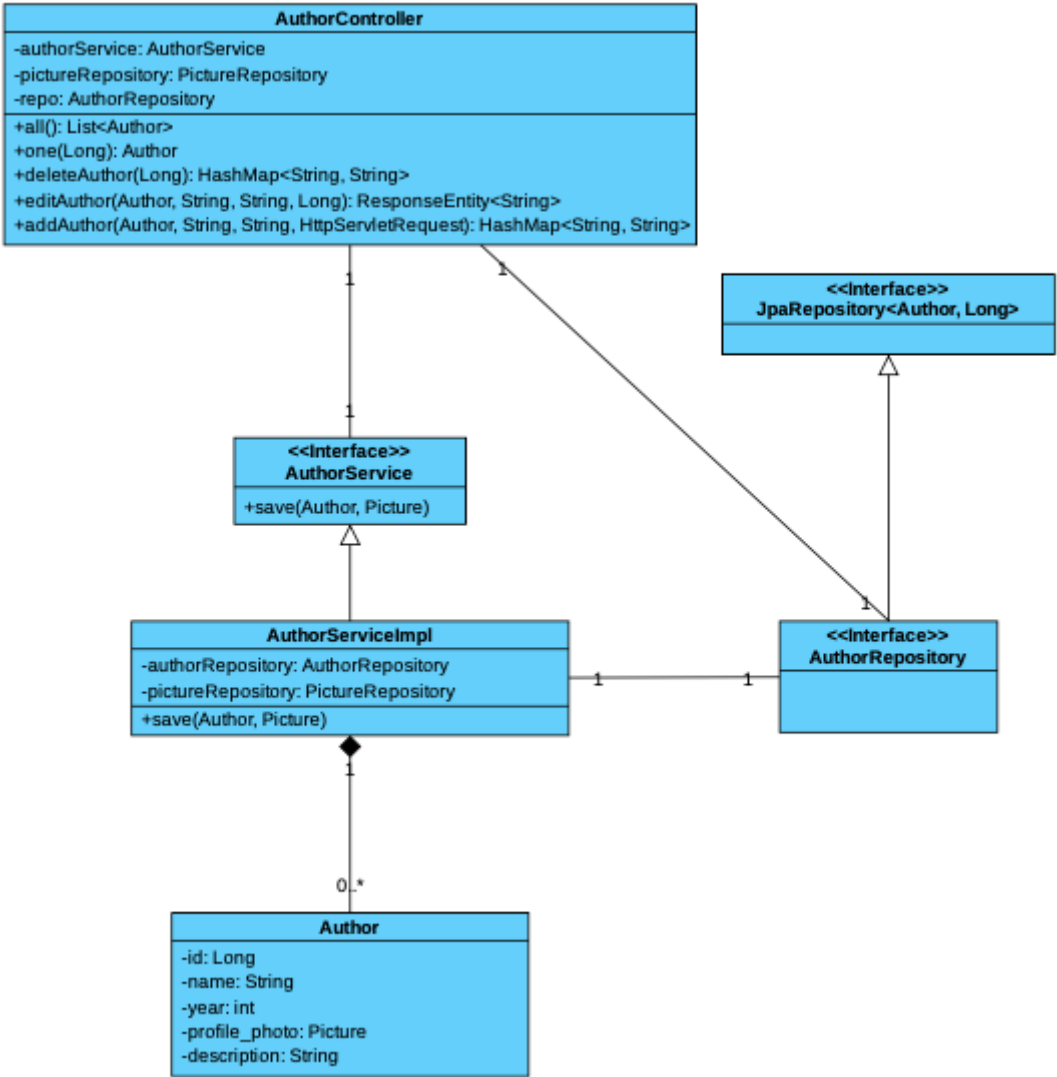 AuthorController
-authorService: AuthorService
-pictureRepository: PictureRepository
-repo: AuthorRepository
+all(): List<Author>
+one(Long): Author
+deleteAuthor(Long): HashMap<String, String>
+editAuthor(Author, String, String, Long): ResponseEntity<String>
+addAuthor(Author, String, String, HttpServletRequest): HashMap<String, String>
1
1
<<Interface>>
JpaRepository<Author, Long>
1
<<Interface>>
AuthorService
+save(Author, Picture)
1
AuthorServiceImpl
-authorRepository: AuthorRepository
-pictureRepository: PictureRepository
+save(Author, Picture)
<<Interface>>
AuthorRepository
1
1
1
0..*
Author
-id: Long
-name: String
-year: int
-profile_photo: Picture
-description: String